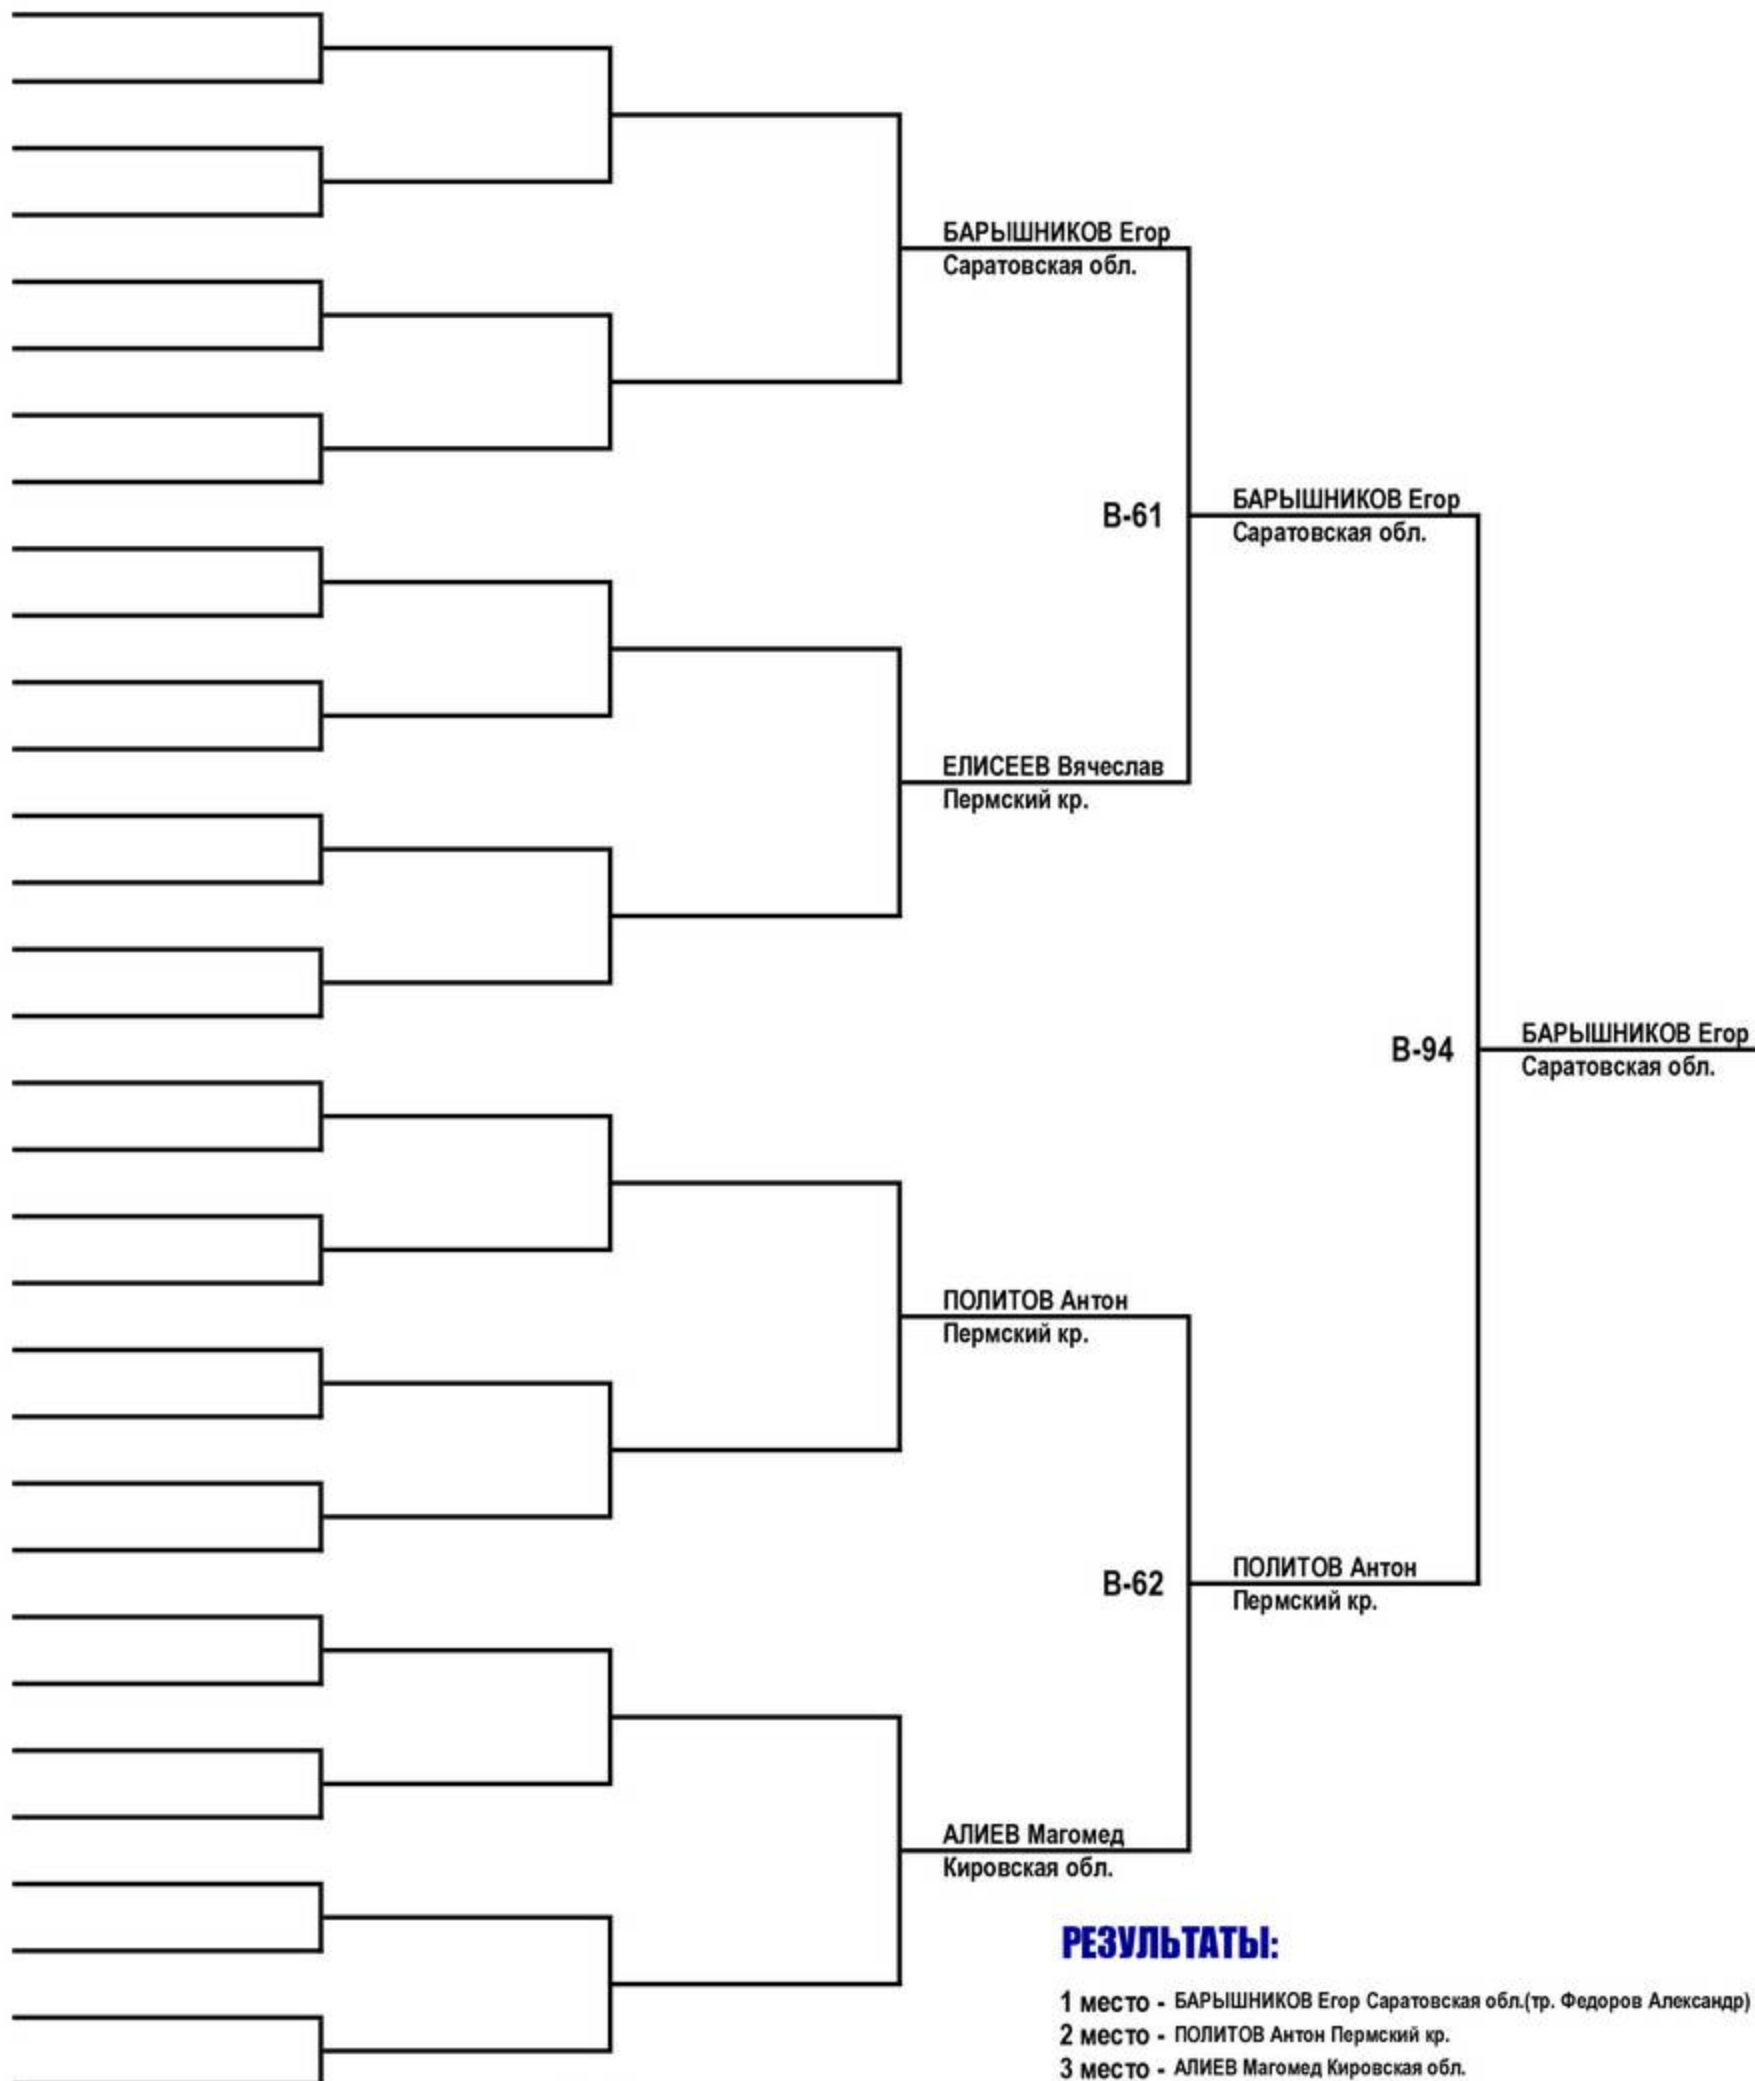 БАРЫШНИКОВ Егор
Саратовская обл.
В-61
БАРЫШНИКОВ Егор
Саратовская обл.
ЕЛИСЕЕВ Вячеслав
Пермский кр.
В-94
БАРЫШНИКОВ Егор
Саратовская обл.
ПОЛИТОВ Антон
Пермский кр.
В-62
ПОЛИТОВ Антон
Пермский кр.
АЛИЕВ Магомед
Кировская обл.
РЕЗУЛЬТАТЫ:
1 место - БАРЫШНИКОВ Егор Саратовская обл.(тр. Федоров Александр)
2 место - ПОЛИТОВ Антон Пермский кр.
3 место - АЛИЕВ Магомед Кировская обл.